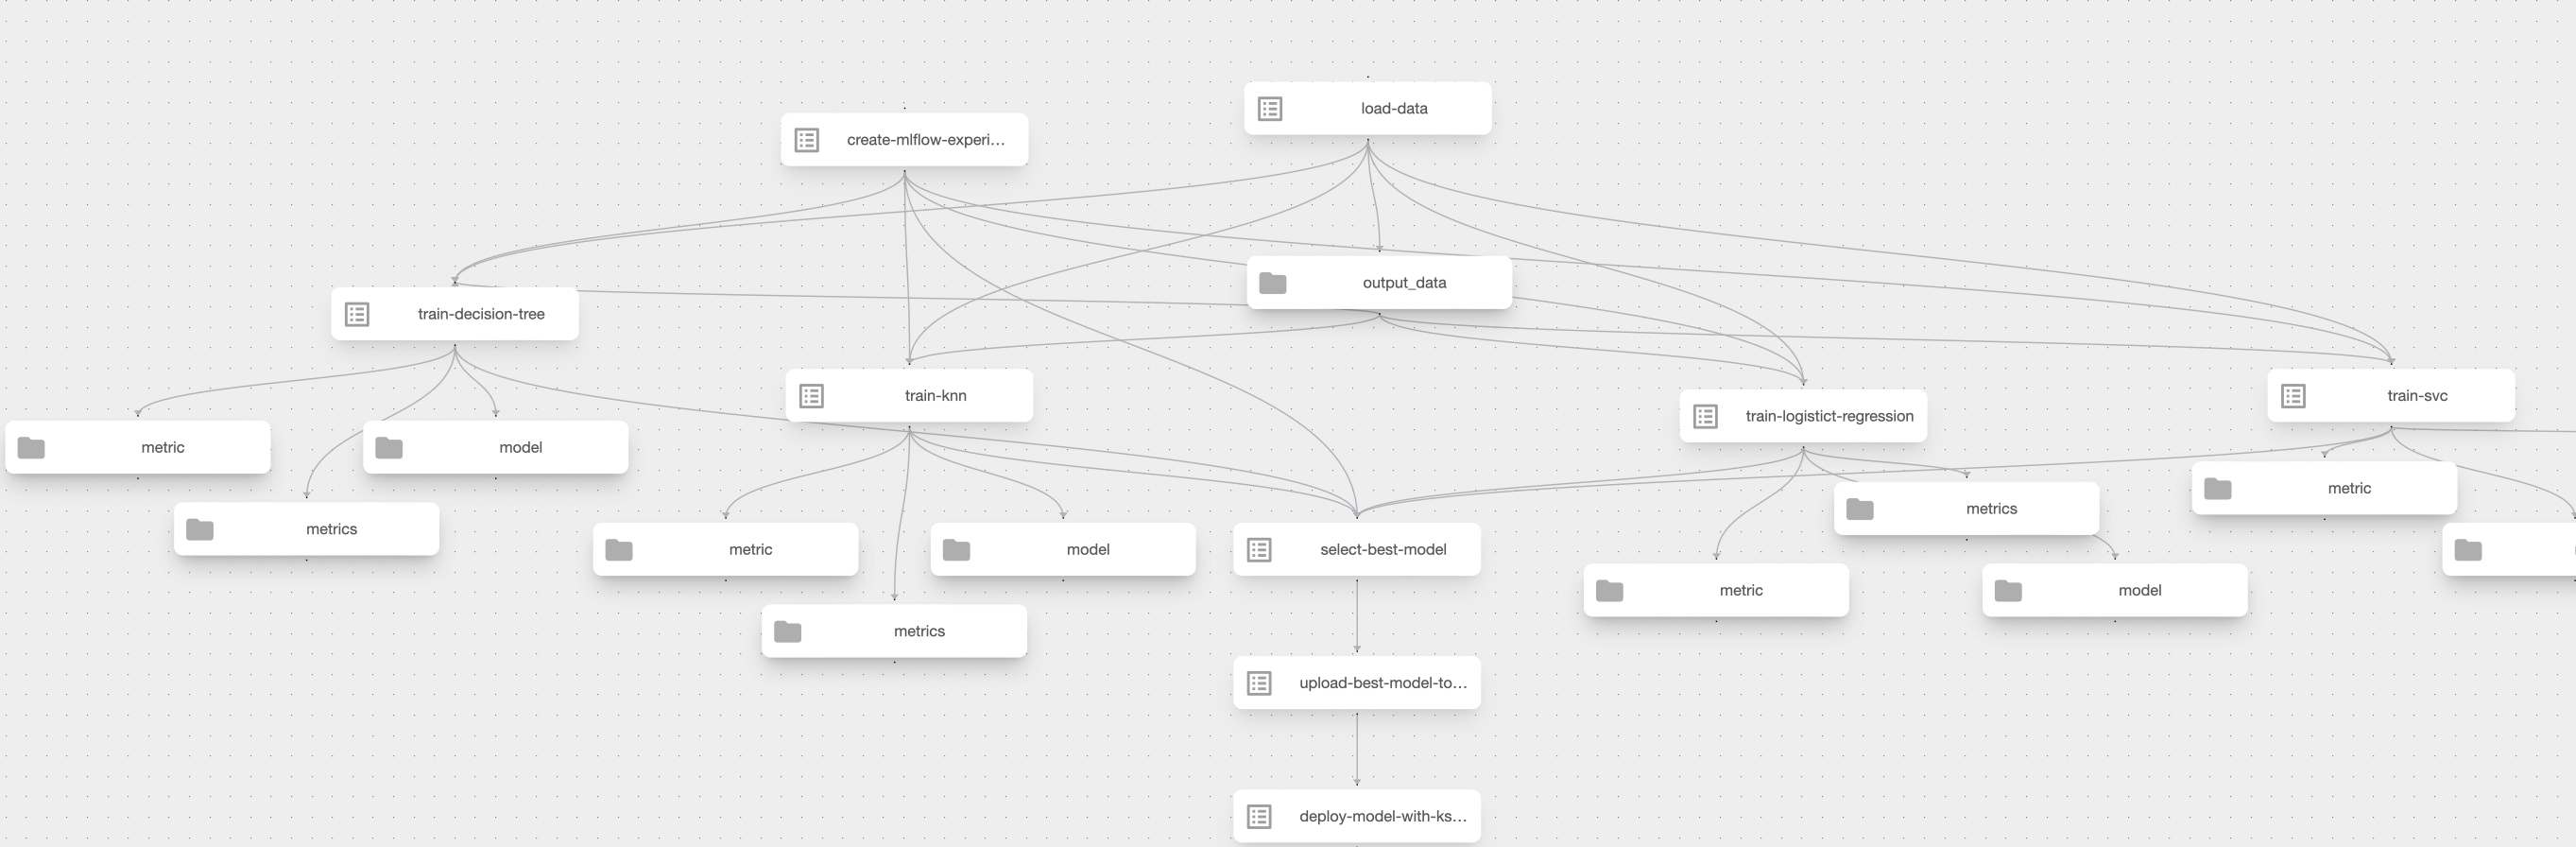 load-data
create-mlflow-experi...
output_data
train-decision-tree
train-knn
train-svc
train-logistict-regression
metric
model
metric
metrics
metrics
metric
model
select-best-model
metric
model
metrics
upload-best-model-to...
deploy-model-with-ks...